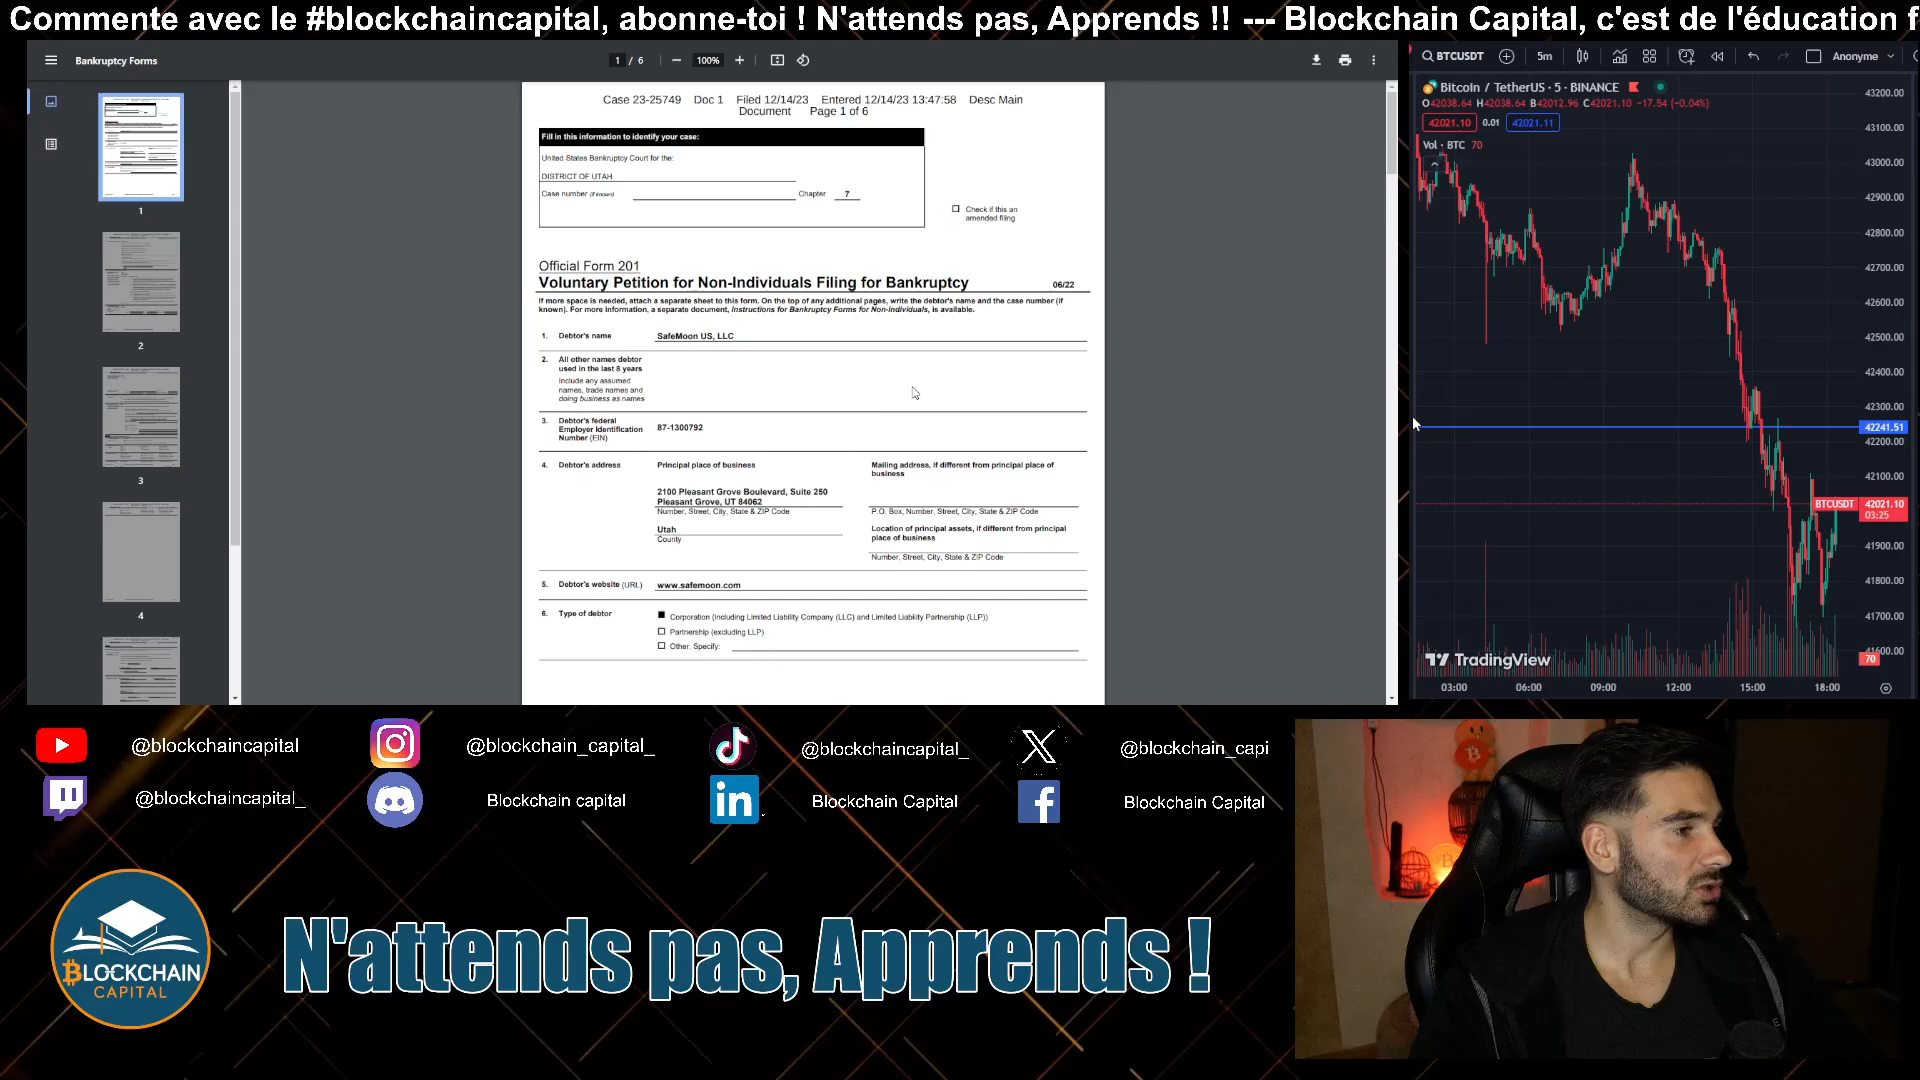 Commente avec le #blockchaincapital, abonne-toi ! N'attends pas, Apprends !! --- Blockchain Capital, c'est de l'éducation f
Bankruptcy Forms
1 / 6
100%
1
2
3
4
Case 23-25749 Doc 1 Filed 12/14/23 Entered 12/14/23 13:47:58 Desc Main
Document Page 1 of 6
Fill in this information to identify your case:
United States Bankruptcy Court for the:
DISTRICT OF UTAH
Case number (if known) Chapter 7
Check if this an
amended filing
Official Form 201
Voluntary Petition for Non-Individuals Filing for Bankruptcy 06/22
If more space is needed, attach a separate sheet to this form. On the top of any additional pages, write the debtor's name and the case number (if
known). For more information, a separate document, Instructions for Bankruptcy Forms for Non-Individuals, is available.
1. Debtor's name SafeMoon US, LLC
2. All other names debtor
used in the last 8 years
Include any assumed
names, trade names and
doing business as names
3. Debtor's federal
Employer Identification
Number (EIN)
87-1300792
4. Debtor's address
Principal place of business
2100 Pleasant Grove Boulevard, Suite 250
Pleasant Grove, UT 84062
Number, Street, City, State & ZIP Code
Utah
County
Mailing address, if different from principal place of
business
P.O. Box, Number, Street, City, State & ZIP Code
Location of principal assets, if different from principal
place of business
Number, Street, City, State & ZIP Code
5. Debtor's website (URL) www.safemoon.com
6. Type of debtor
Corporation (including Limited Liability Company (LLC) and Limited Liability Partnership (LLP))
Partnership (excluding LLP)
Other. Specify:
BTCUSDT
5m
Anonyme
Bitcoin / TetherUS · 5 · BINANCE
O42038.64 H42038.64 B42012.96 C42021.10 −17.54 (−0.04%)
42021.10 0.01 42021.11
Vol · BTC 70
43200.00
43100.00
43000.00
42900.00
42800.00
42700.00
42600.00
42500.00
42400.00
42300.00
42241.51
42200.00
42100.00
BTCUSDT 42021.10
03:25
41900.00
41800.00
41700.00
41600.00
70
TradingView
03:00 06:00 09:00 12:00 15:00 18:00
@blockchaincapital
@blockchain_capital_
@blockchaincapital_
@blockchain_capi
@blockchaincapital_
Blockchain capital
Blockchain Capital
Blockchain Capital
BLOCKCHAIN
CAPITAL
N'attends pas, Apprends !